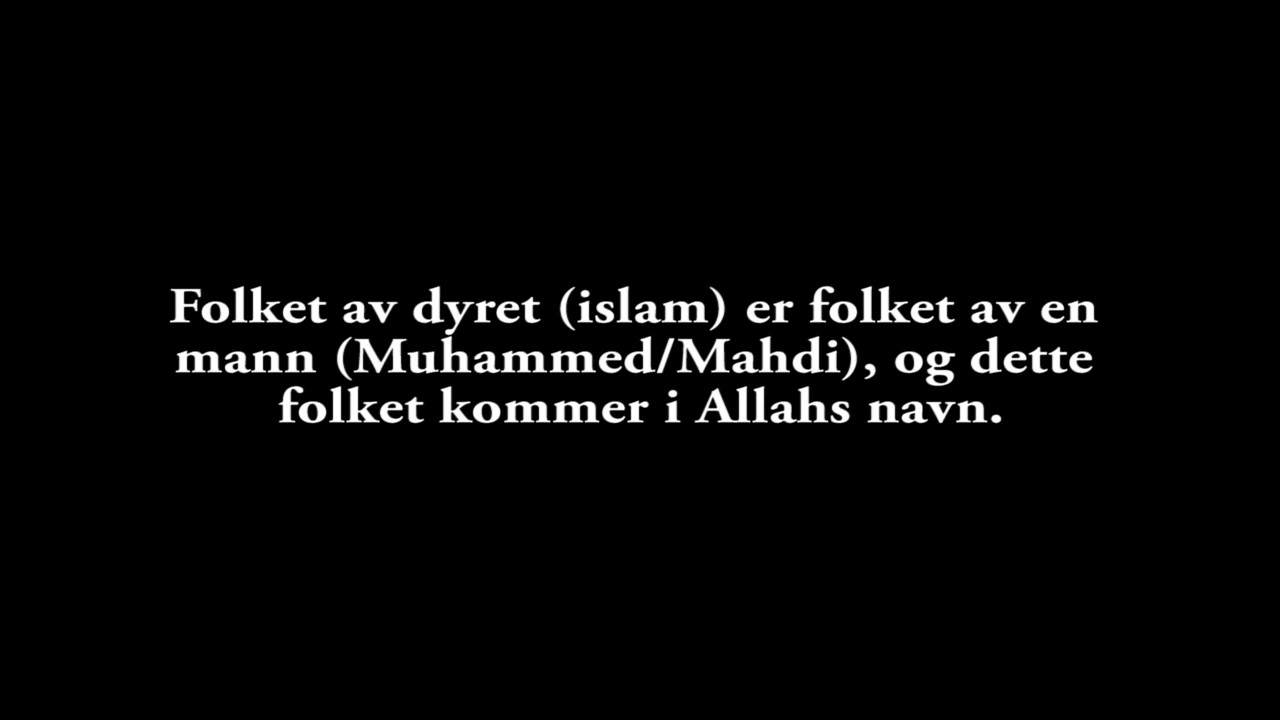 Folket av dyret (islam) er folket av en
mann (Muhammed/Mahdi), og dette
folket kommer i Allahs navn.